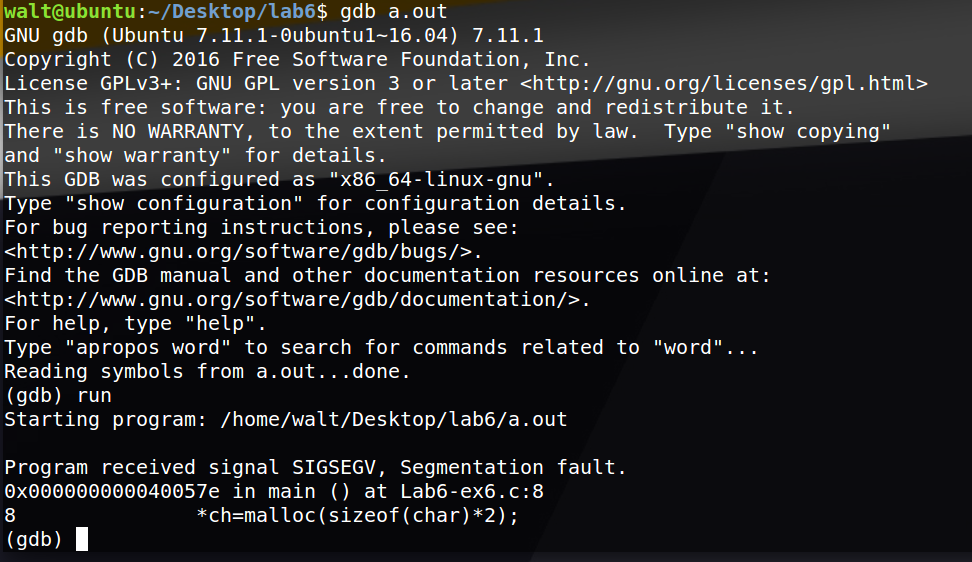 walt@ubuntu:~/Desktop/lab6$ gdb a.out
GNU gdb (Ubuntu 7.11.1-0ubuntu1~16.04) 7.11.1
Copyright (C) 2016 Free Software Foundation, Inc.
License GPLv3+: GNU GPL version 3 or later <http://gnu.org/licenses/gpl.html>
This is free software: you are free to change and redistribute it.
There is NO WARRANTY, to the extent permitted by law.  Type "show copying"
and "show warranty" for details.
This GDB was configured as "x86_64-linux-gnu".
Type "show configuration" for configuration details.
For bug reporting instructions, please see:
<http://www.gnu.org/software/gdb/bugs/>.
Find the GDB manual and other documentation resources online at:
<http://www.gnu.org/software/gdb/documentation/>.
For help, type "help".
Type "apropos word" to search for commands related to "word"...
Reading symbols from a.out...done.
(gdb) run
Starting program: /home/walt/Desktop/lab6/a.out
Program received signal SIGSEGV, Segmentation fault.
0x000000000040057e in main () at Lab6-ex6.c:8
8               *ch=malloc(sizeof(char)*2);
(gdb)